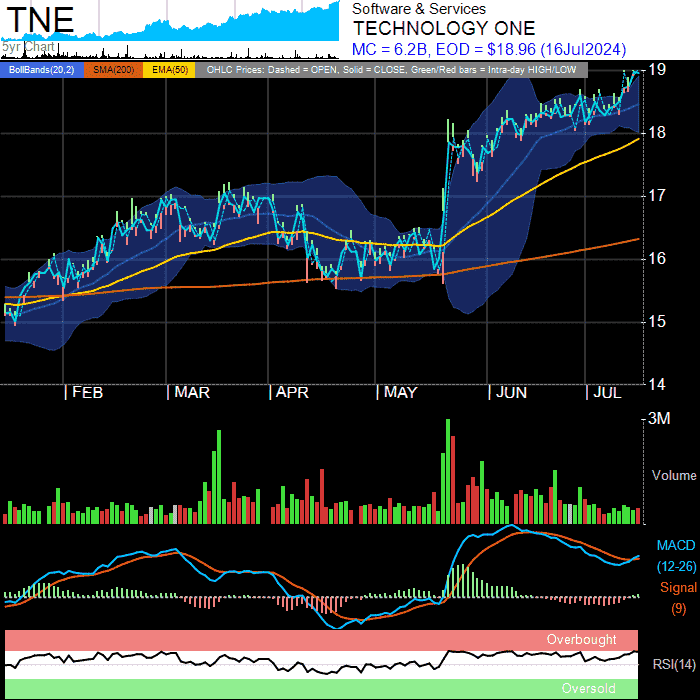 TNE
5yr Chart
Software & Services
TECHNOLOGY ONE
MC = 6.2B, EOD = $18.96 (16Jul2024)
BollBands(20,2) SMA(200) EMA(50) OHLC Prices: Dashed = OPEN, Solid = CLOSE, Green/Red bars = Intra-day HIGH/LOW
19
18
17
16
15
14
| FEB | MAR | APR | MAY | JUN | JUL
3M
Volume
MACD
(12-26)
Signal
(9)
Overbought
RSI(14)
Oversold